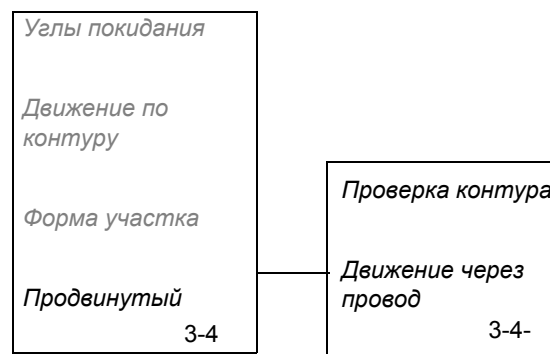 Углы покидания
Движение по
контуру
Форма участка
Продвинутый
3-4
Проверка контура
Движение через
провод
3-4-